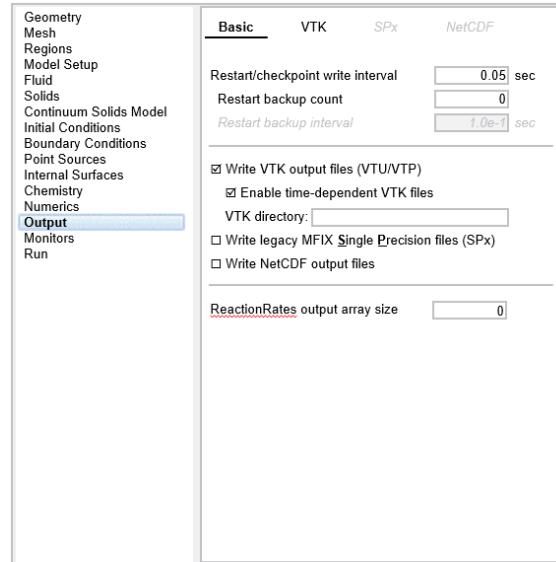 Geometry
Mesh
Regions
Model Setup
Fluid
Solids
Continuum Solids Model
Initial Conditions
Boundary Conditions
Point Sources
Internal Surfaces
Chemistry
Numerics
Output
Monitors
Run
Basic VTK SPx NetCDF
Restart/checkpoint write interval 0.05 sec
Restart backup count 0
Restart backup interval 1.0e-1 sec
Write VTK output files (VTU/VTP)
Enable time-dependent VTK files
VTK directory:
Write legacy MFIX Single Precision files (SPx)
Write NetCDF output files
ReactionRates output array size 0